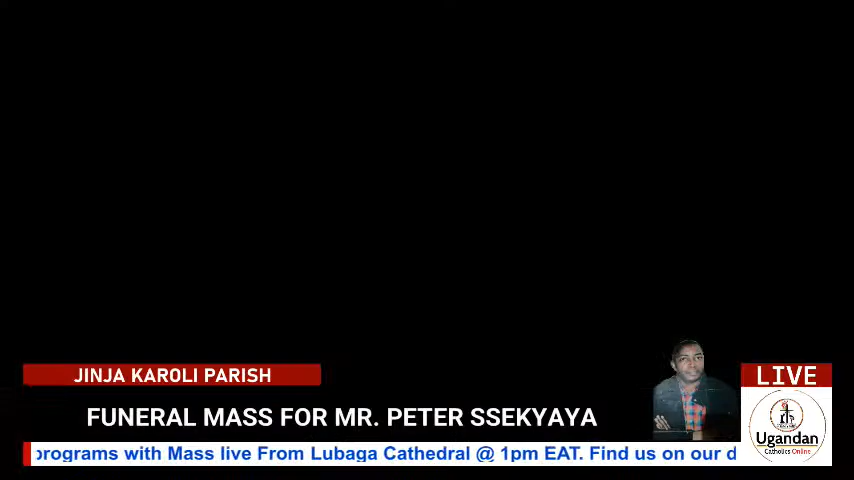 JINJA KAROLI PARISH
LIVE
FUNERAL MASS FOR MR. PETER SSEKYAYA
Ugandan
Catholics Online
programs with Mass live From Lubaga Cathedral @ 1pm EAT. Find us on our d